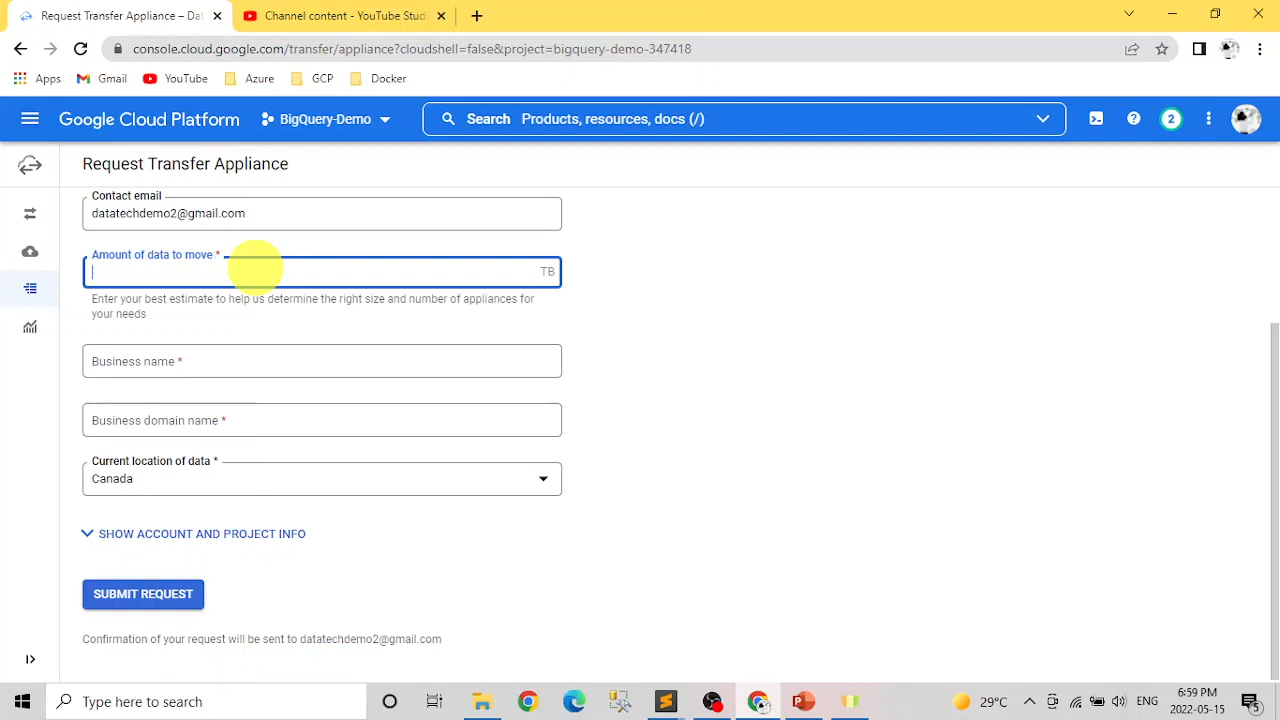 Request Transfer Appliance – Dat
Channel content - YouTube Studi
console.cloud.google.com/transfer/appliance?cloudshell=false&project=bigquery-demo-347418
Apps
Gmail
YouTube
Azure
GCP
Docker
Google Cloud Platform
BigQuery-Demo
Search Products, resources, docs (/)
2
Request Transfer Appliance
Contact email
datatechdemo2@gmail.com
Amount of data to move *
TB
Enter your best estimate to help us determine the right size and number of appliances for
your needs
Business name *
Business domain name *
Current location of data *
Canada
SHOW ACCOUNT AND PROJECT INFO
SUBMIT REQUEST
Confirmation of your request will be sent to datatechdemo2@gmail.com
Type here to search
29°C
ENG
6:59 PM
2022-05-15
5